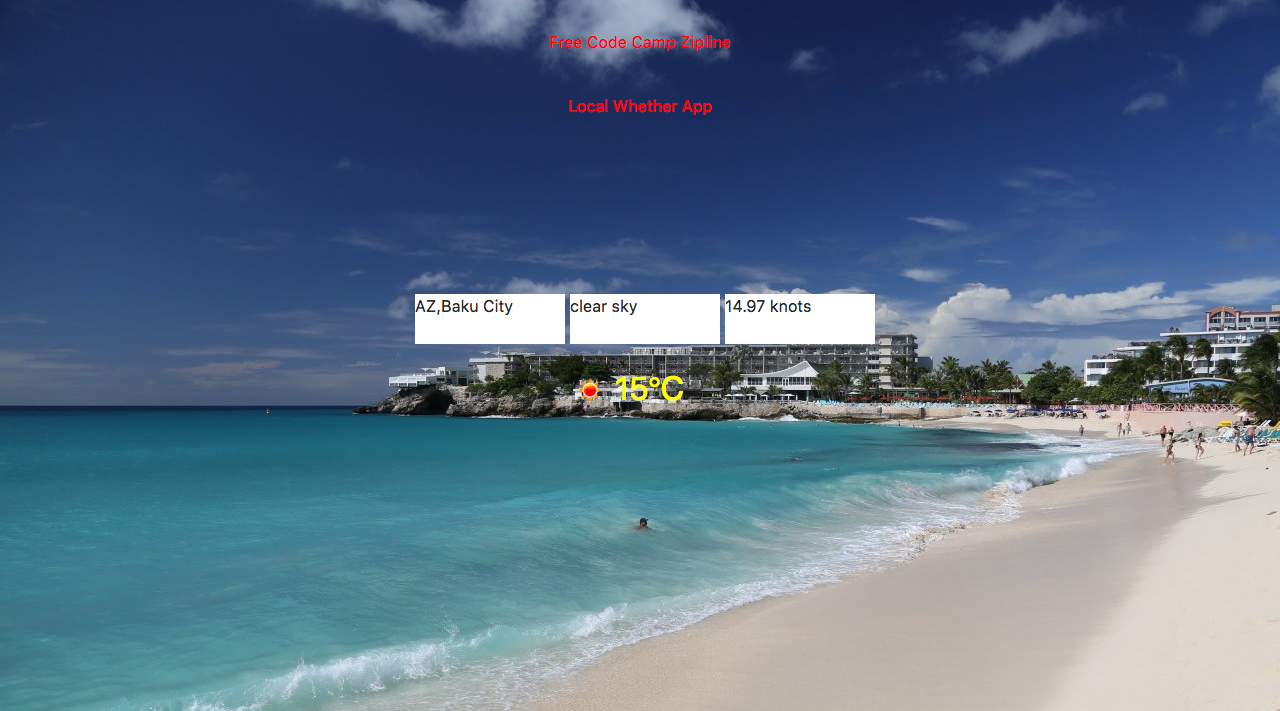 Free Code Camp Zipline
Local Whether App
AZ,Baku City
clear sky
14.97 knots
15°C